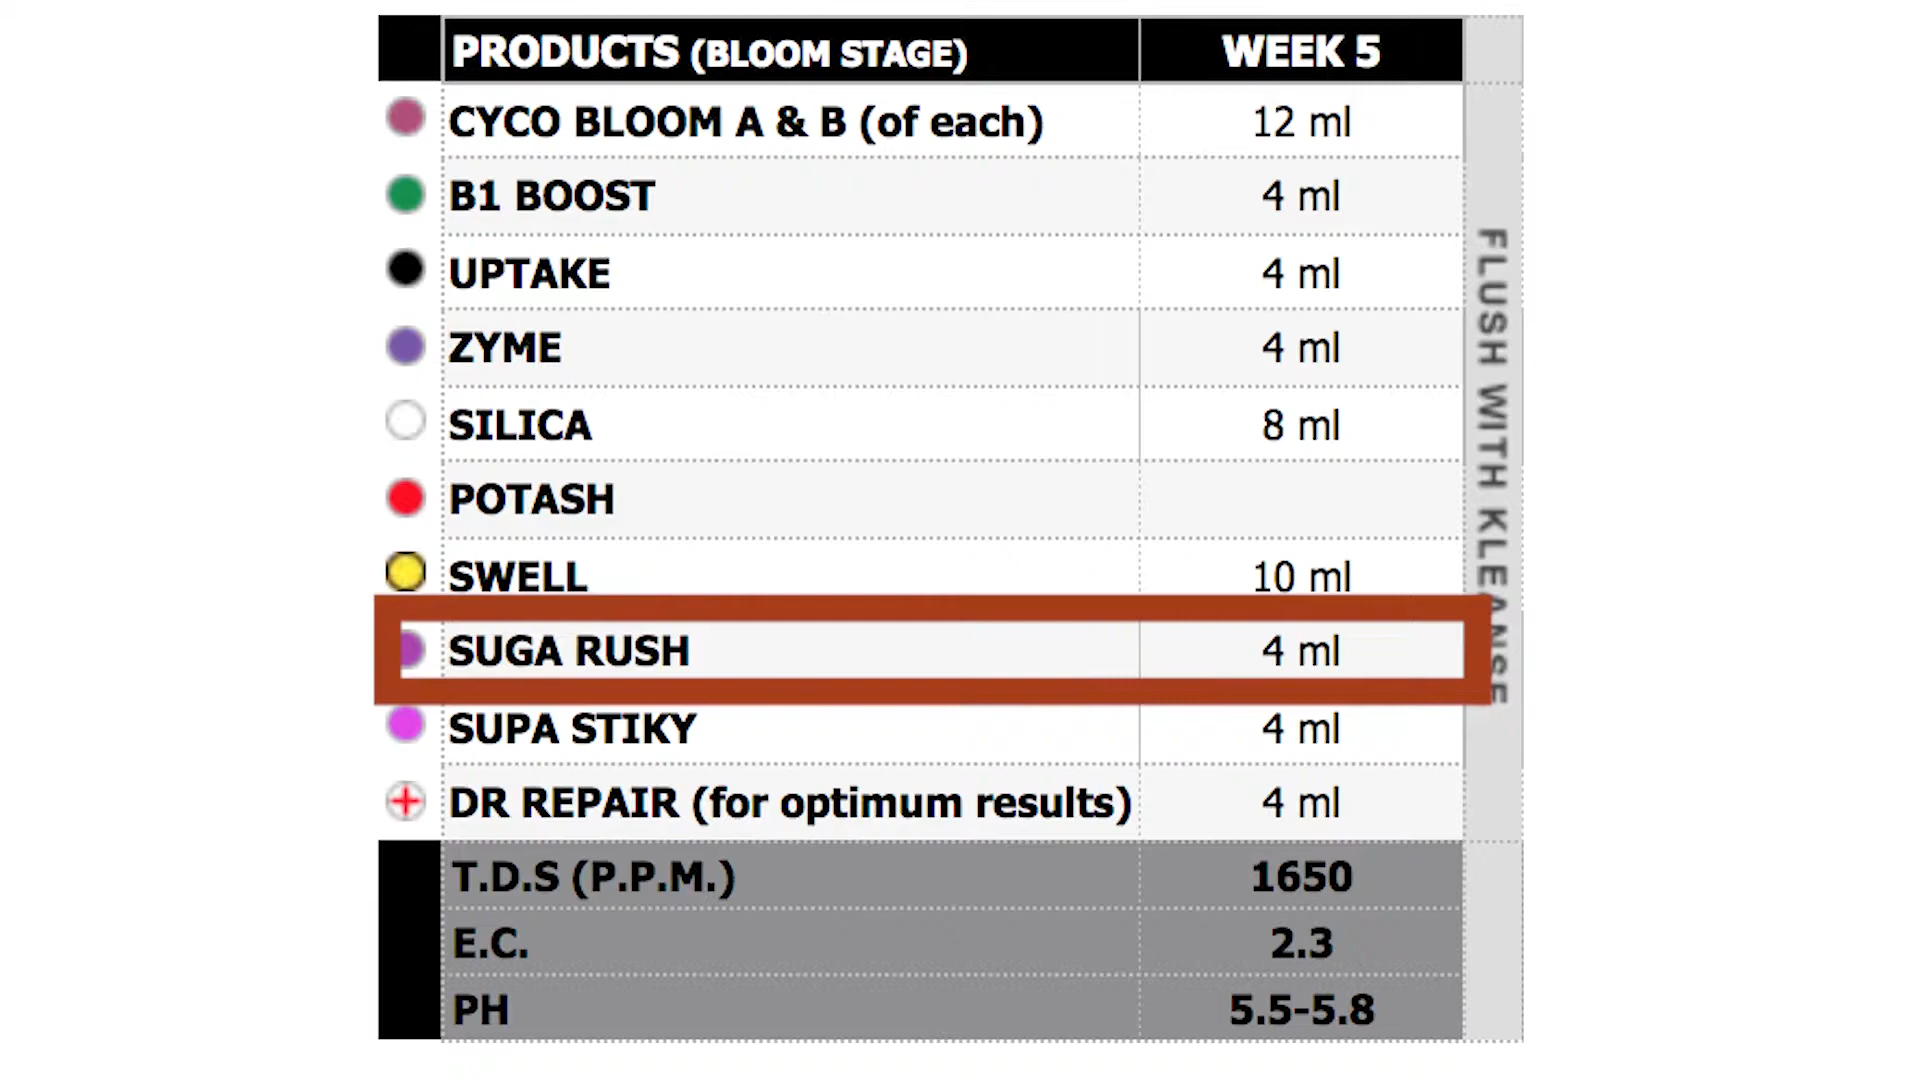 PRODUCTS (BLOOM STAGE) WEEK 5
CYCO BLOOM A & B (of each) 12 ml
B1 BOOST 4 ml
UPTAKE 4 ml
ZYME 4 ml
SILICA 8 ml
POTASH
SWELL 10 ml
SUGA RUSH 4 ml
SUPA STIKY 4 ml
DR REPAIR (for optimum results) 4 ml
T.D.S (P.P.M.) 1650
E.C. 2.3
PH 5.5-5.8
FLUSH WITH KLEANSE